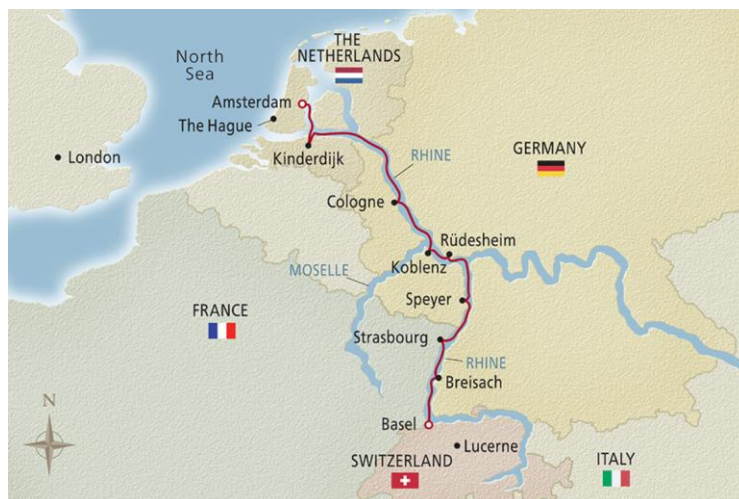 THE
NETHERLANDS
North
Sea
Amsterdam
The Hague
London
Kinderdijk
GERMANY
RHINE
Cologne
Rüdesheim
Koblenz
MOSELLE
Speyer
FRANCE
Strasbourg
RHINE
Breisach
N
Basel
Lucerne
SWITZERLAND
ITALY